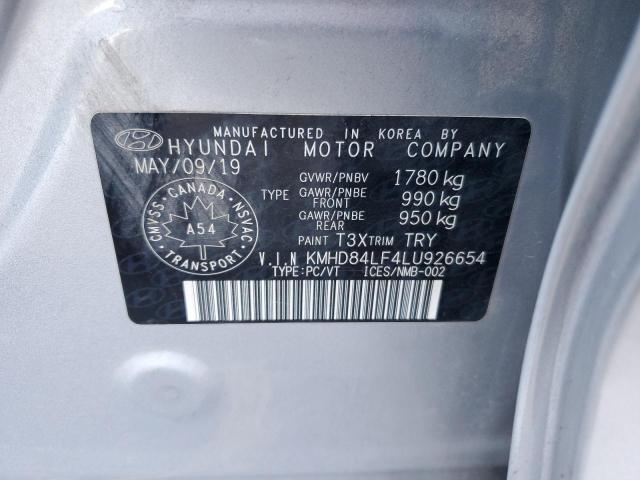 MANUFACTURED IN KOREA BY
HYUNDAI MOTOR COMPANY
MAY/09/19
GVWR/PNBV 1780 kg
TYPE GAWR/PNBE FRONT 990 kg
GAWR/PNBE REAR 950 kg
CMVSS · CANADA · NSVAC
A54
TRANSPORT
PAINT T3X TRIM TRY
V.I.N KMHD84LF4LU926654
TYPE:PC/VT ICES/NMB-002